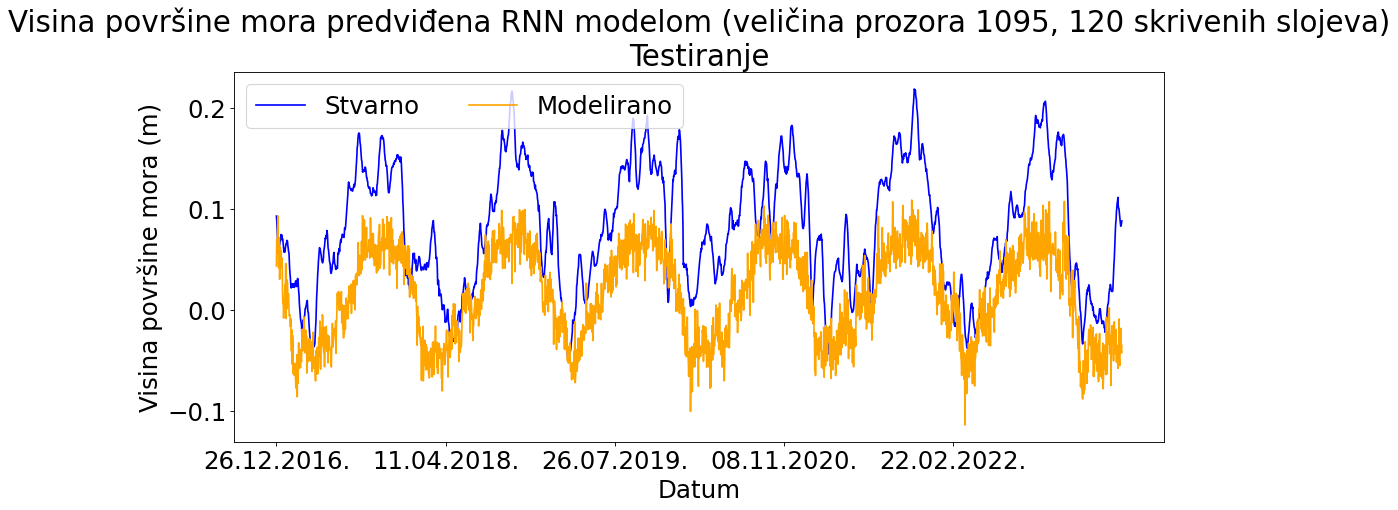 Visina površine mora predviđena RNN modelom (veličina prozora 1095, 120 skrivenih slojeva)
Testiranje
Stvarno
Modelirano
Visina površine mora (m)
0.2
0.1
0.0
−0.1
26.12.2016.
11.04.2018.
26.07.2019.
08.11.2020.
22.02.2022.
Datum